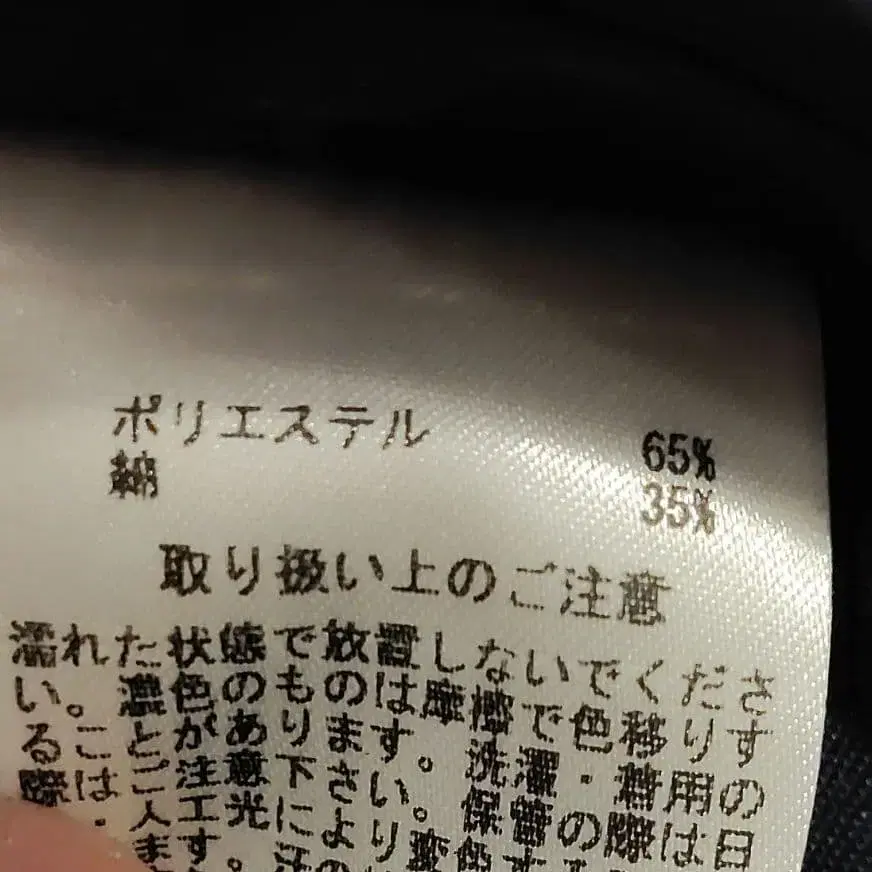 ポリエステル 65%
綿 35%
取り扱い上のご注意
濡れた状態で放置しないでくださ
い。濃色のもの は摩擦で色移りす
ることがあります。洗濯・着用の
際はご注意下さい。保管の際は日